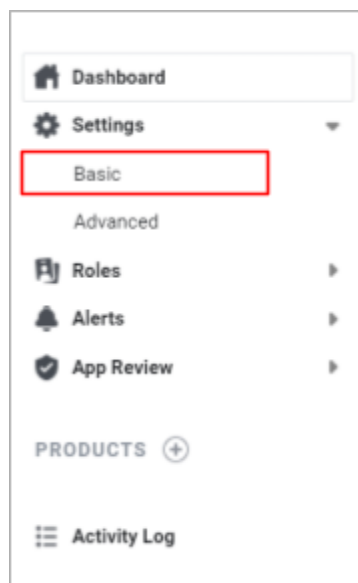 Dashboard
Settings
Basic
Advanced
Roles
Alerts
App Review
PRODUCTS
Activity Log